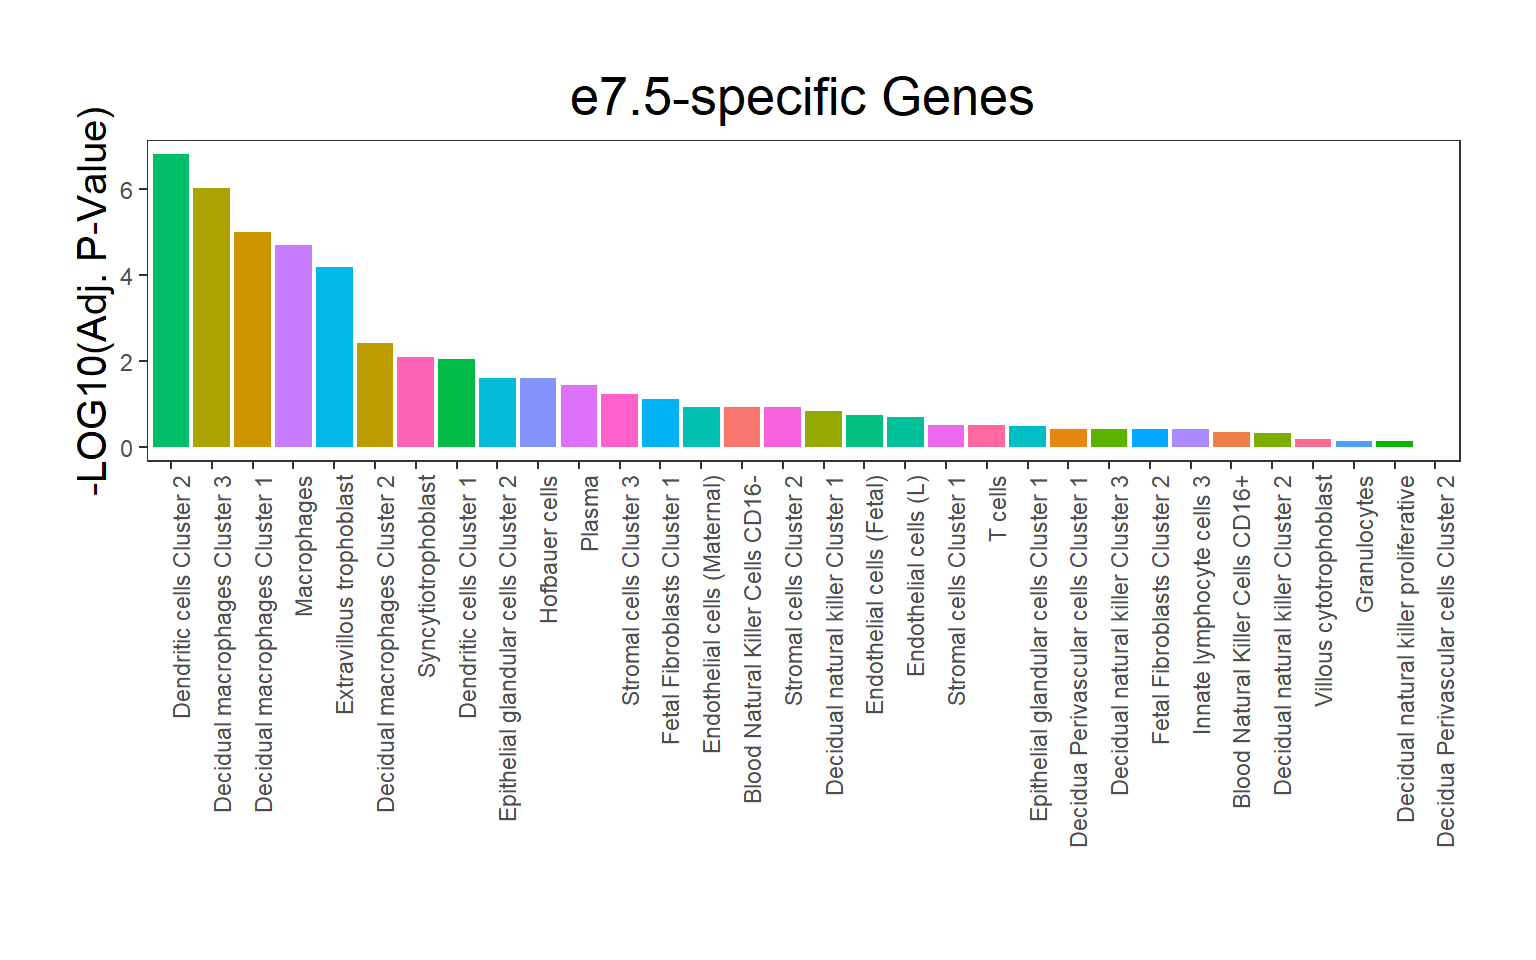 e7.5-specific Genes
-LOG10(Adj. P-Value)
6
4
2
0
Dendritic cells Cluster 2
Decidual macrophages Cluster 3
Decidual macrophages Cluster 1
Macrophages
Extravillous trophoblast
Decidual macrophages Cluster 2
Syncytiotrophoblast
Dendritic cells Cluster 1
Epithelial glandular cells Cluster 2
Hofbauer cells
Plasma
Stromal cells Cluster 3
Fetal Fibroblasts Cluster 1
Endothelial cells (Maternal)
Blood Natural Killer Cells CD16-
Stromal cells Cluster 2
Decidual natural killer Cluster 1
Endothelial cells (Fetal)
Endothelial cells (L)
Stromal cells Cluster 1
T cells
Epithelial glandular cells Cluster 1
Decidua Perivascular cells Cluster 1
Decidual natural killer Cluster 3
Fetal Fibroblasts Cluster 2
Innate lymphocyte cells 3
Blood Natural Killer Cells CD16+
Decidual natural killer Cluster 2
Villous cytotrophoblast
Granulocytes
Decidual natural killer proliferative
Decidua Perivascular cells Cluster 2